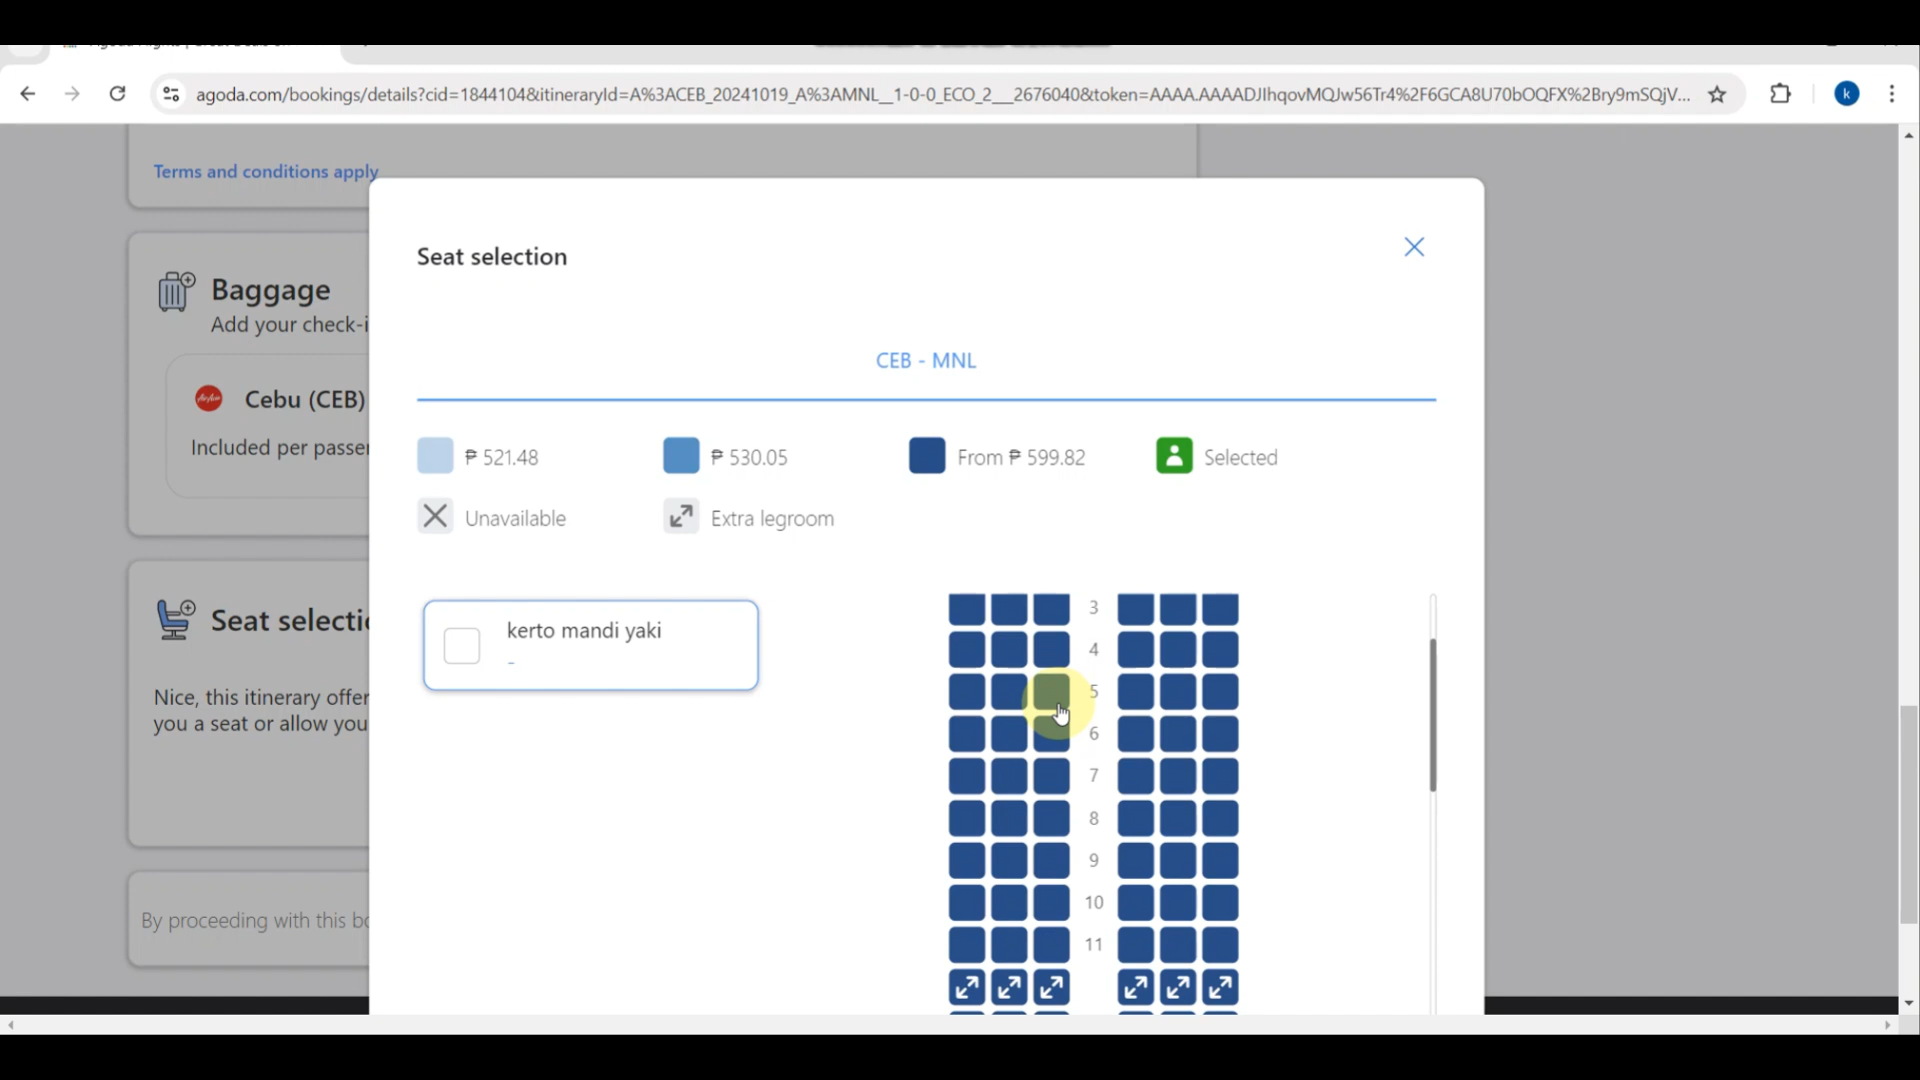 agoda.com/bookings/details?cid=1844104&itineraryId=A%3ACEB_20241019_A%3AMNL__1-0-0_ECO_2___2676040&token=AAAA.AAAADJIhqovMQJw56Tr4%2F6GCA8U70bOQFX%2Bry9mSQjV...
k
Terms and conditions apply
Seat selection
Baggage
Add your check-i
CEB - MNL
AirAsia
Cebu (CEB)
Included per passe
₱ 521.48
₱ 530.05
From ₱ 599.82
Selected
Unavailable
Extra legroom
Seat selecti
kerto mandi yaki
-
Nice, this itinerary offer
you a seat or allow you
By proceeding with this bo
3
4
5
6
7
8
9
10
11